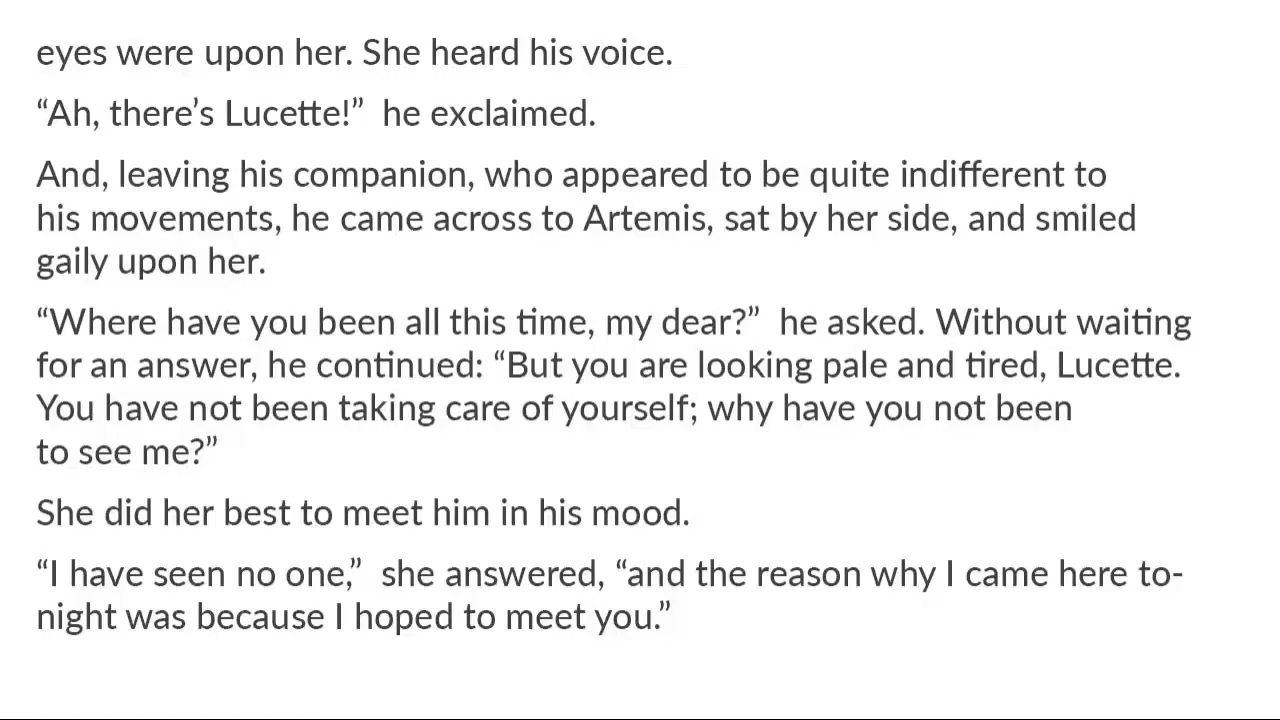 eyes were upon her. She heard his voice.
“Ah, there’s Lucette!”  he exclaimed.
And, leaving his companion, who appeared to be quite indifferent to
his movements, he came across to Artemis, sat by her side, and smiled
gaily upon her.
“Where have you been all this time, my dear?”  he asked. Without waiting
for an answer, he continued: “But you are looking pale and tired, Lucette.
You have not been taking care of yourself; why have you not been
to see me?”
She did her best to meet him in his mood.
“I have seen no one,”  she answered, “and the reason why I came here to-
night was because I hoped to meet you.”